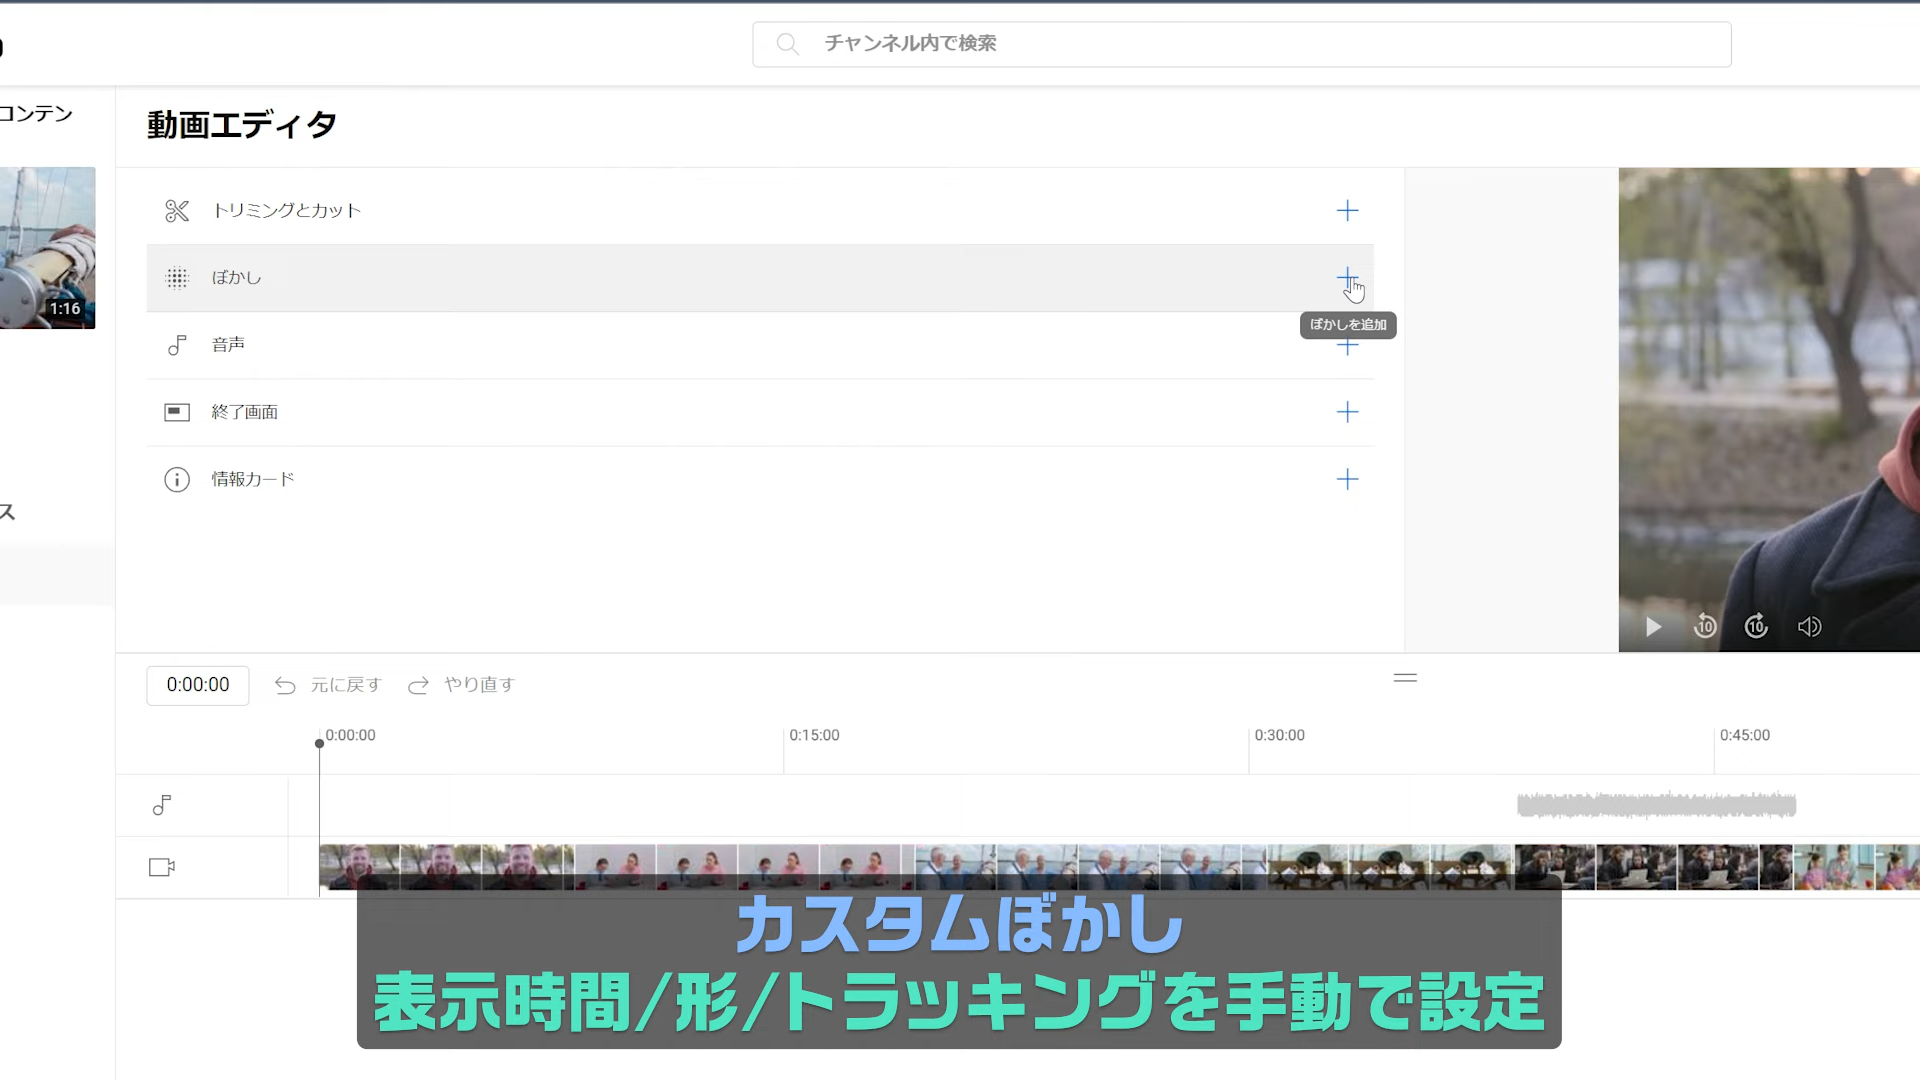 チャンネル内で検索
コンテン
動画エディタ
1:16
トリミングとカット
ぼかし
ぼかしを追加
音声
終了画面
情報カード
ス
10
10
0:00:00
元に戻す
やり直す
0:00:00
0:15:00
0:30:00
0:45:00
カスタムぼかし
表示時間/形/トラッキングを手動で設定